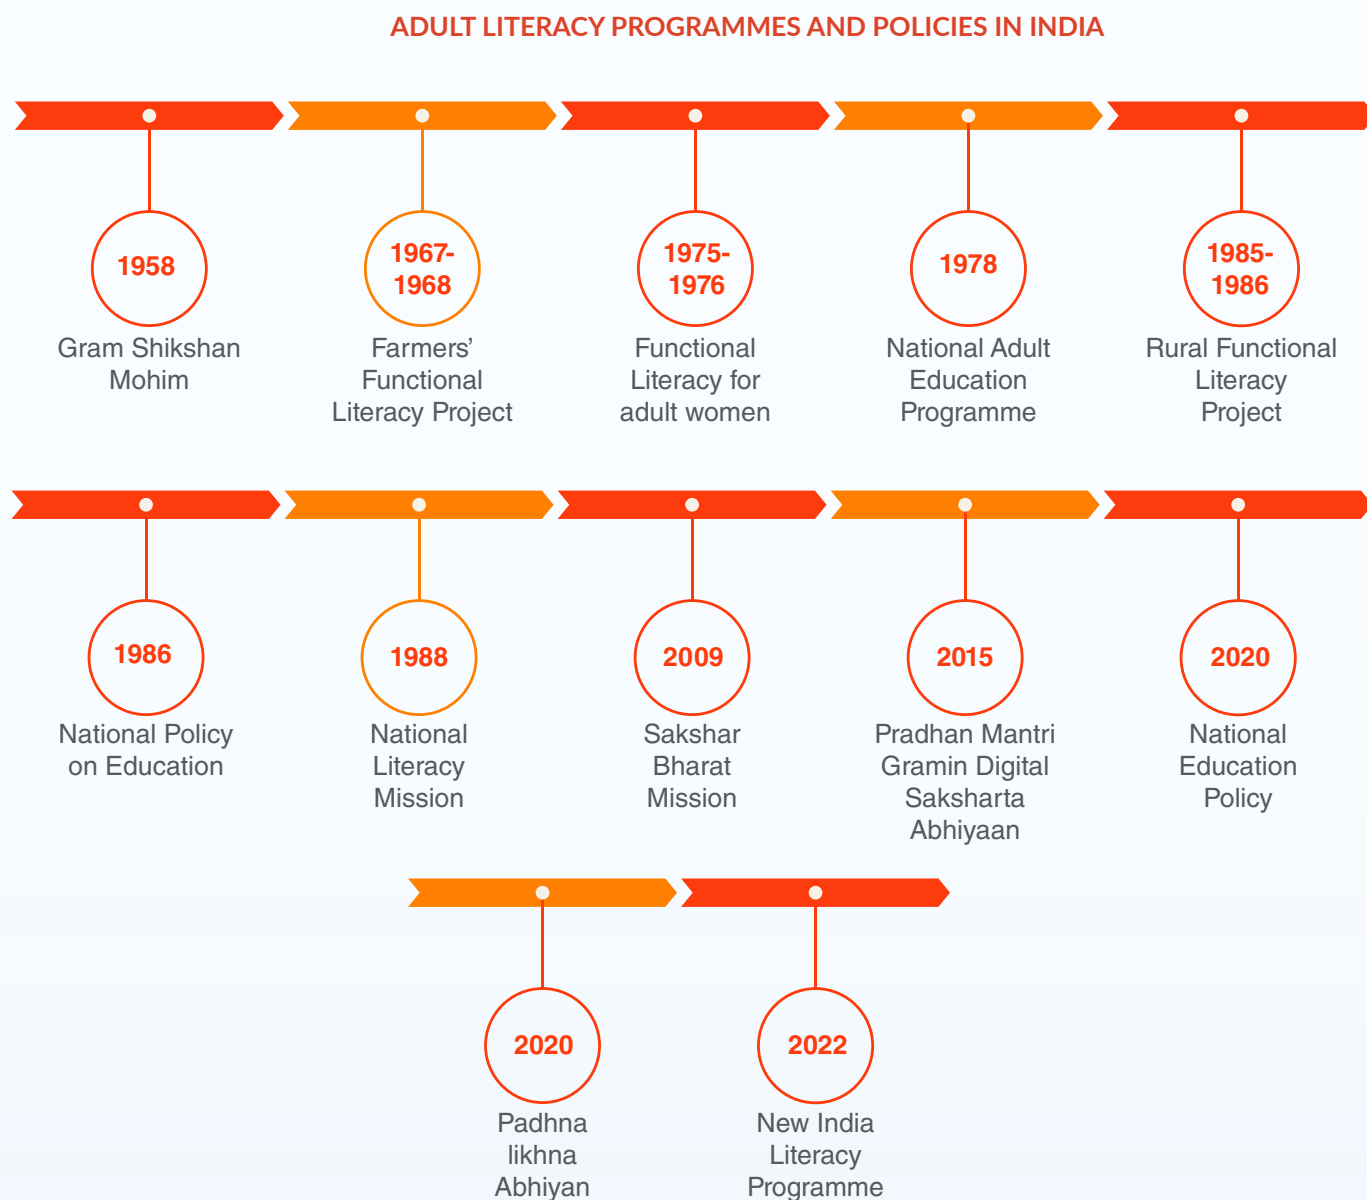 ADULT LITERACY PROGRAMMES AND POLICIES IN INDIA
1958
Gram Shikshan
Mohim
1967-
1968
Farmers’
Functional
Literacy Project
1975-
1976
Functional
Literacy for
adult women
1978
National Adult
Education
Programme
1985-
1986
Rural Functional
Literacy
Project
1986
National Policy
on Education
1988
National
Literacy
Mission
2009
Sakshar
Bharat
Mission
2015
Pradhan Mantri
Gramin Digital
Saksharta
Abhiyaan
2020
National
Education
Policy
2020
Padhna
likhna
Abhiyan
2022
New India
Literacy
Programme